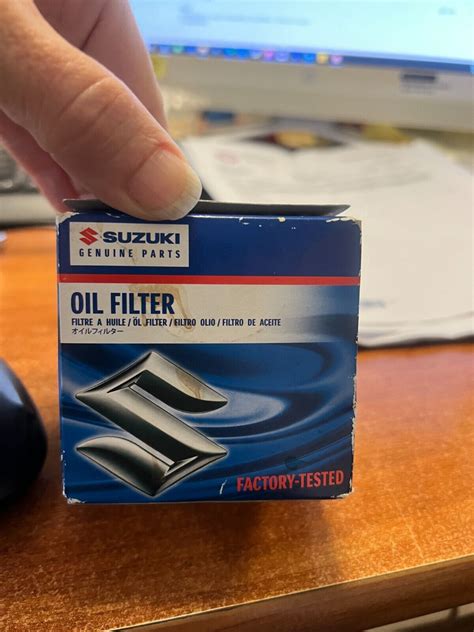 SUZUKI
GENUINE PARTS
OIL FILTER
FILTRE A HUILE / ÖL FILTER / FILTRO OLIO / FILTRO DE ACEITE
オイルフィルター
FACTORY-TESTED